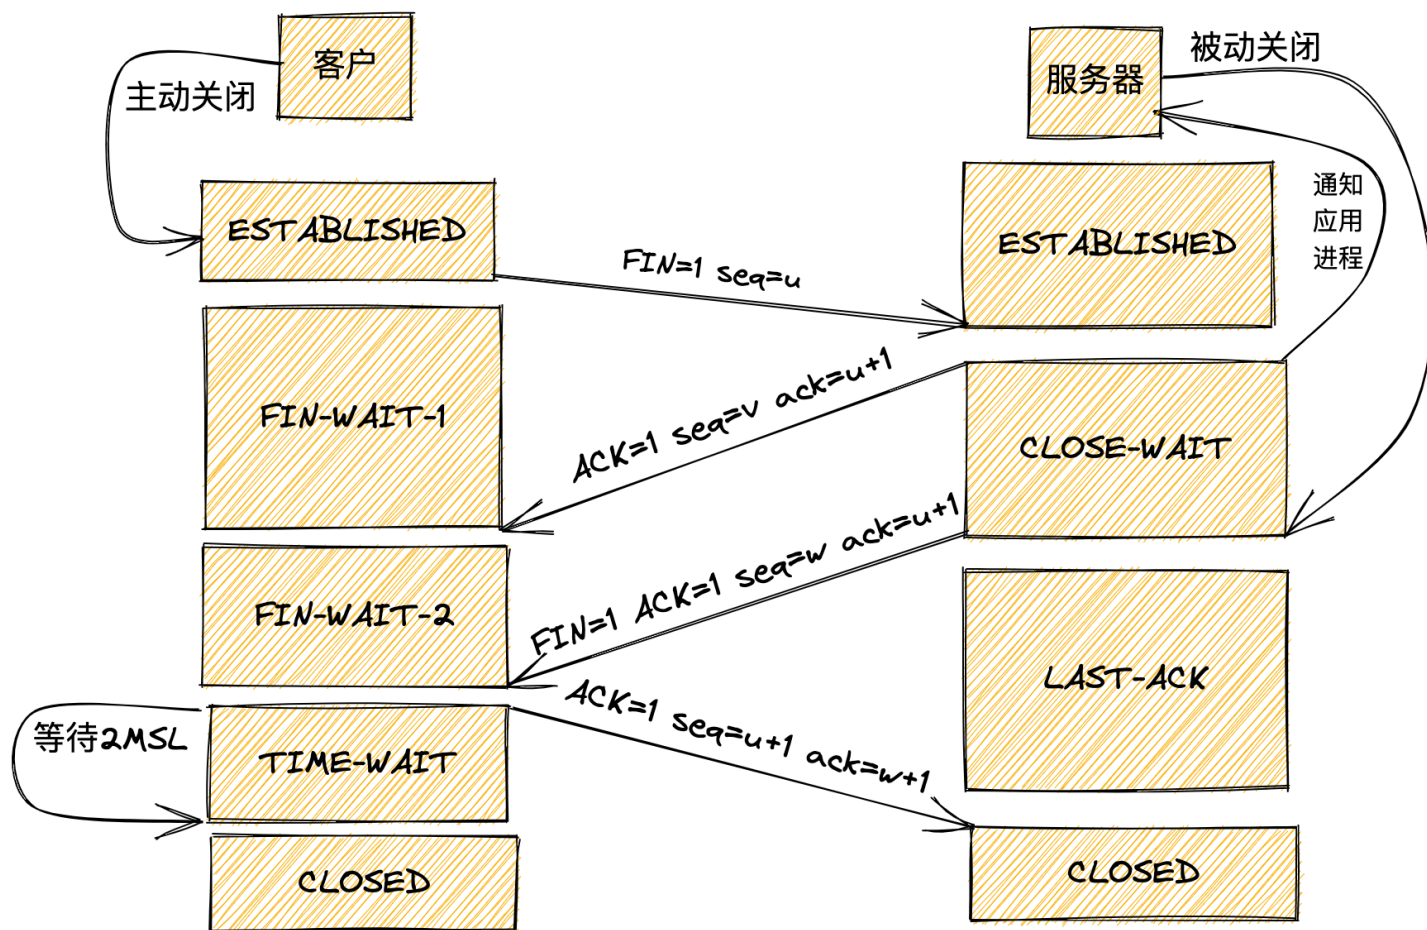 客户
服务器
被动关闭
主动关闭
通知
应用
进程
ESTABLISHED
ESTABLISHED
FIN=1 seq=u
ACK=1 seq=v ack=u+1
FIN-WAIT-1
CLOSE-WAIT
FIN=1 ACK=1 seq=w ack=u+1
FIN-WAIT-2
LAST-ACK
ACK=1 seq=u+1 ack=w+1
等待2MSL
TIME-WAIT
CLOSED
CLOSED